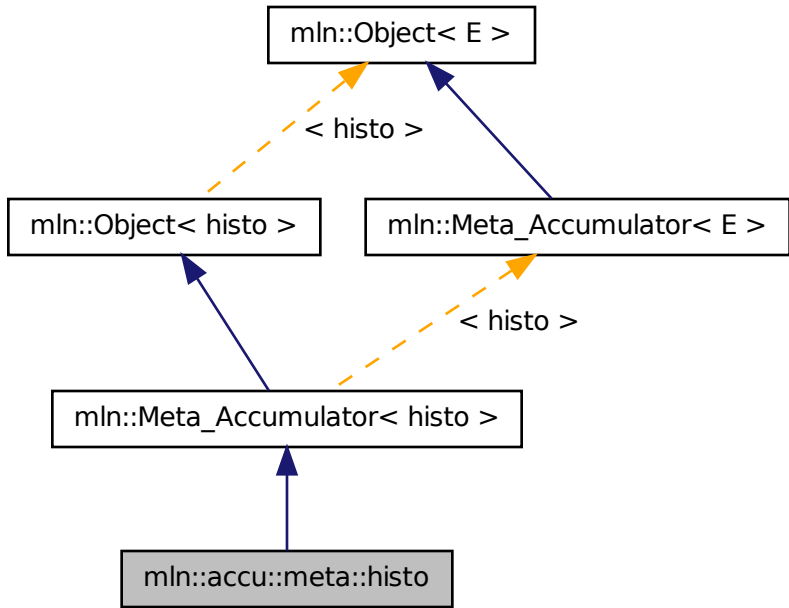 mln::Object< E >
< histo >
mln::Object< histo >
mln::Meta_Accumulator< E >
< histo >
mln::Meta_Accumulator< histo >
mln::accu::meta::histo